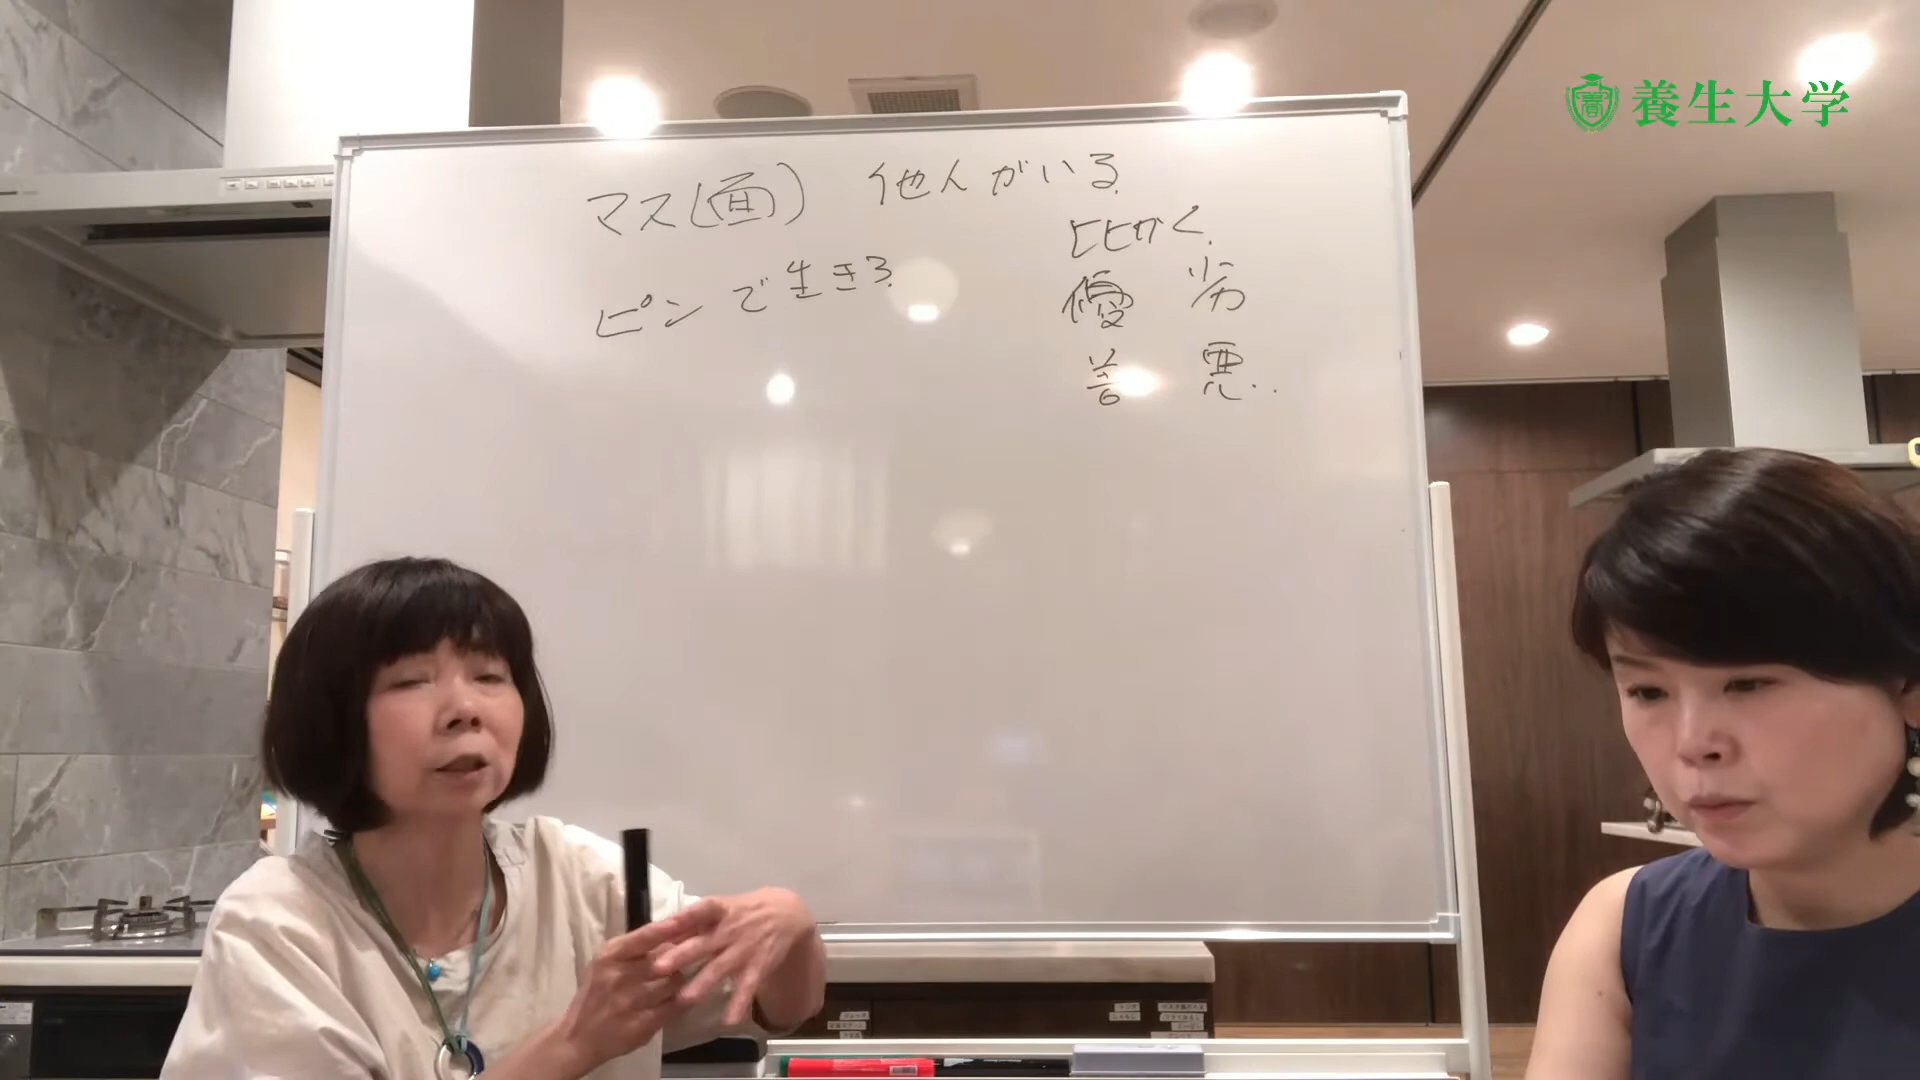 養生大学
マス(面) 他人がいる.
比かく.
ピンで生きろ.
優 劣
善 悪..